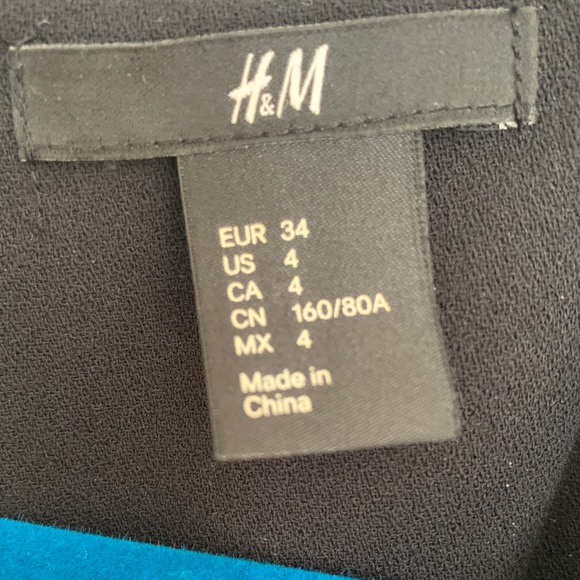 H&M
EUR 34
US 4
CA 4
CN 160/80A
MX 4
Made in
China